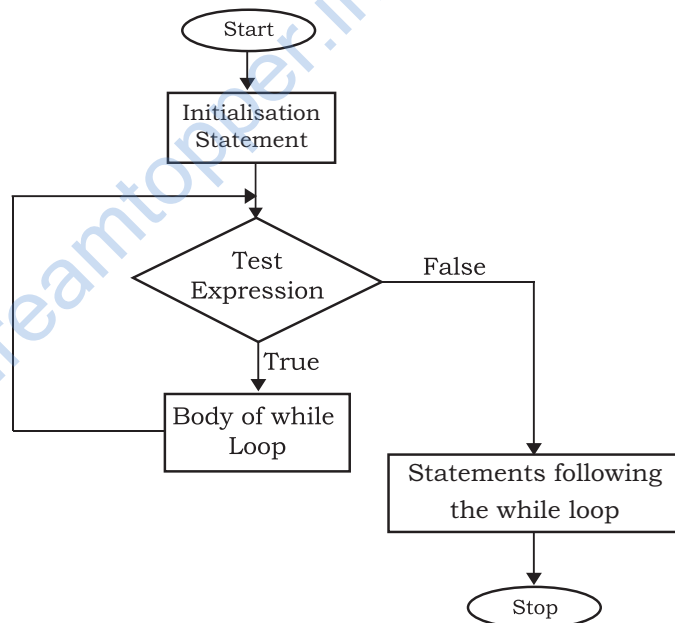 Start
Initialisation
Statement
Test
Expression
False
True
Body of while
Loop
Statements following
the while loop
Stop